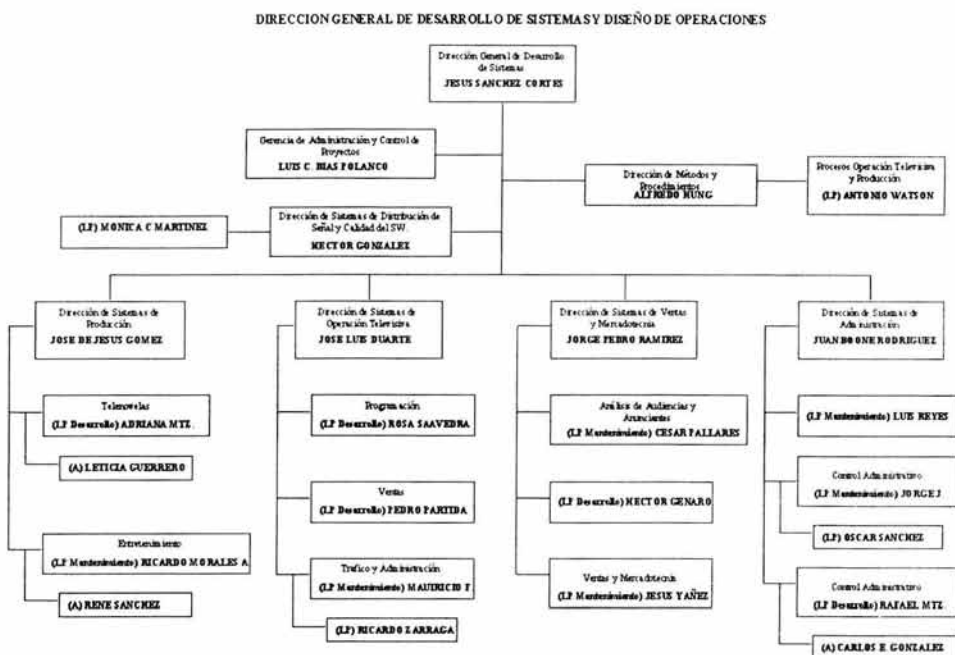 DIRECCION GENERAL DE DESARROLLO DE SISTEMAS Y DISEÑO DE OPERACIONES
Dirección General de Desarrollo
de Sistemas
JESUS SANCHEZ CORTES
Gerencia de Administración y Control de
Proyectos
LUIS C. BIAS POLANCO
Dirección de Métodos y
Procedimientos
ALFREDO HUNG
Procesos Operación Televisiva
y Producción
(LP) ANTONIO WATSON
(LP) MONICA C MARTINEZ
Dirección de Sistemas de Distribución de
Señal y Calidad del SW.
HECTOR GONZALEZ
Dirección de Sistemas de
Producción
JOSE DE JESUS GOMEZ
Telenovelas
(LP Desarrollo) ADRIANA MTZ.
(A) LETICIA GUERRERO
Entretenimiento
(LP Mantenimiento) RICARDO MORALES A.
(A) RENE SANCHEZ
Dirección de Sistemas de
Operación Televisiva
JOSE LUIS DUARTE
Programación
(LP Desarrollo) ROSA SAAVEDRA
Ventas
(LP Desarrollo) PEDRO PARTIDA
Trafico y Administración
(LP Mantenimiento) MAUIRICIO F.
(LP) RICARDO ZARRAGA
Dirección de Sistemas de Ventas
y Mercadotecnia
JORGE PEDRO RAMIREZ
Análisis de Audiencias y
Anunciantes
(LP Mantenimiento) CESAR PALLARES
(LP Desarrollo) HECTOR GENARO
Ventas y Mercadotecnia
(LP Mantenimiento) JESUS YAÑEZ
Dirección de Sistemas de
Administración
JUAN BOONE RODRIGUEZ
(LP Mantenimiento) LUIS REYES
Control Administrativo
(LP Mantenimiento) JORGE J
(LP) OSCAR SANCHEZ
Control Administrativo
(LP Desarrollo) RAFAEL MTZ.
(A) CARLOS E GONZALEZ